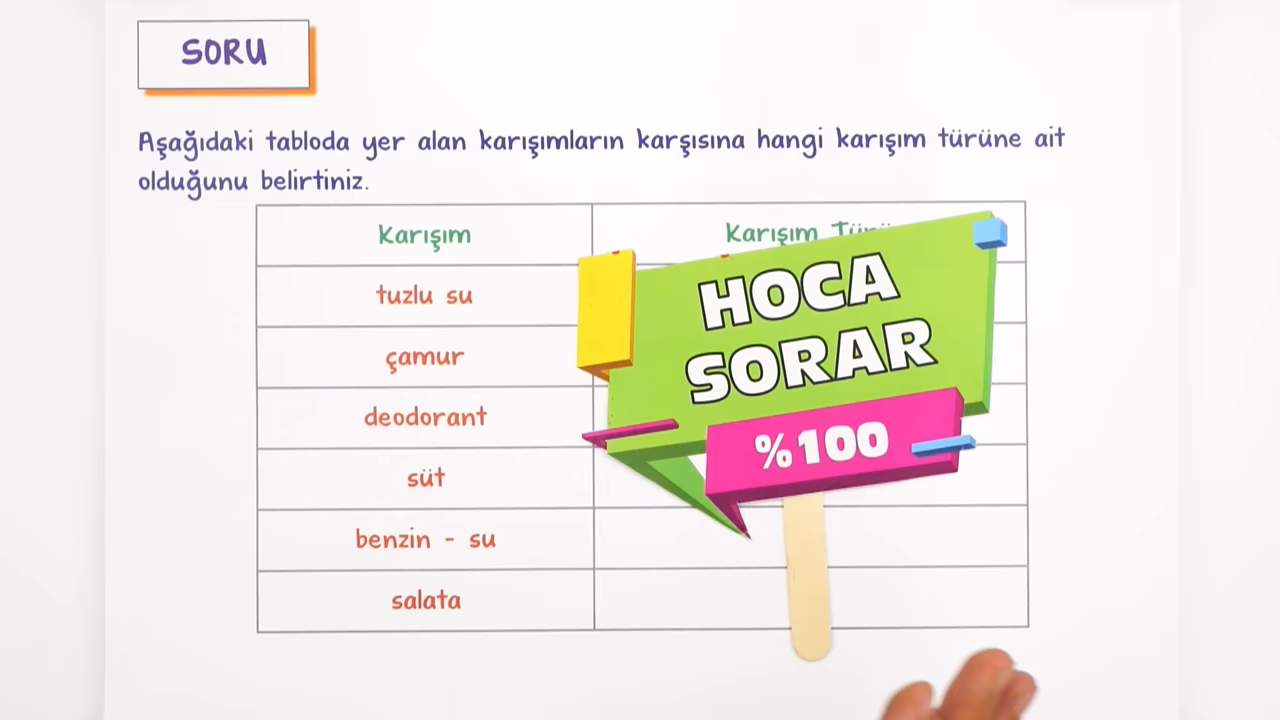 SORU
Aşağıdaki tabloda yer alan karışımların karşısına hangi karışım türüne ait
olduğunu belirtiniz.
Karışım
Karışım
tuzlu su
çamur
deodorant
süt
benzin - su
salata
HOCA
SORAR
%100